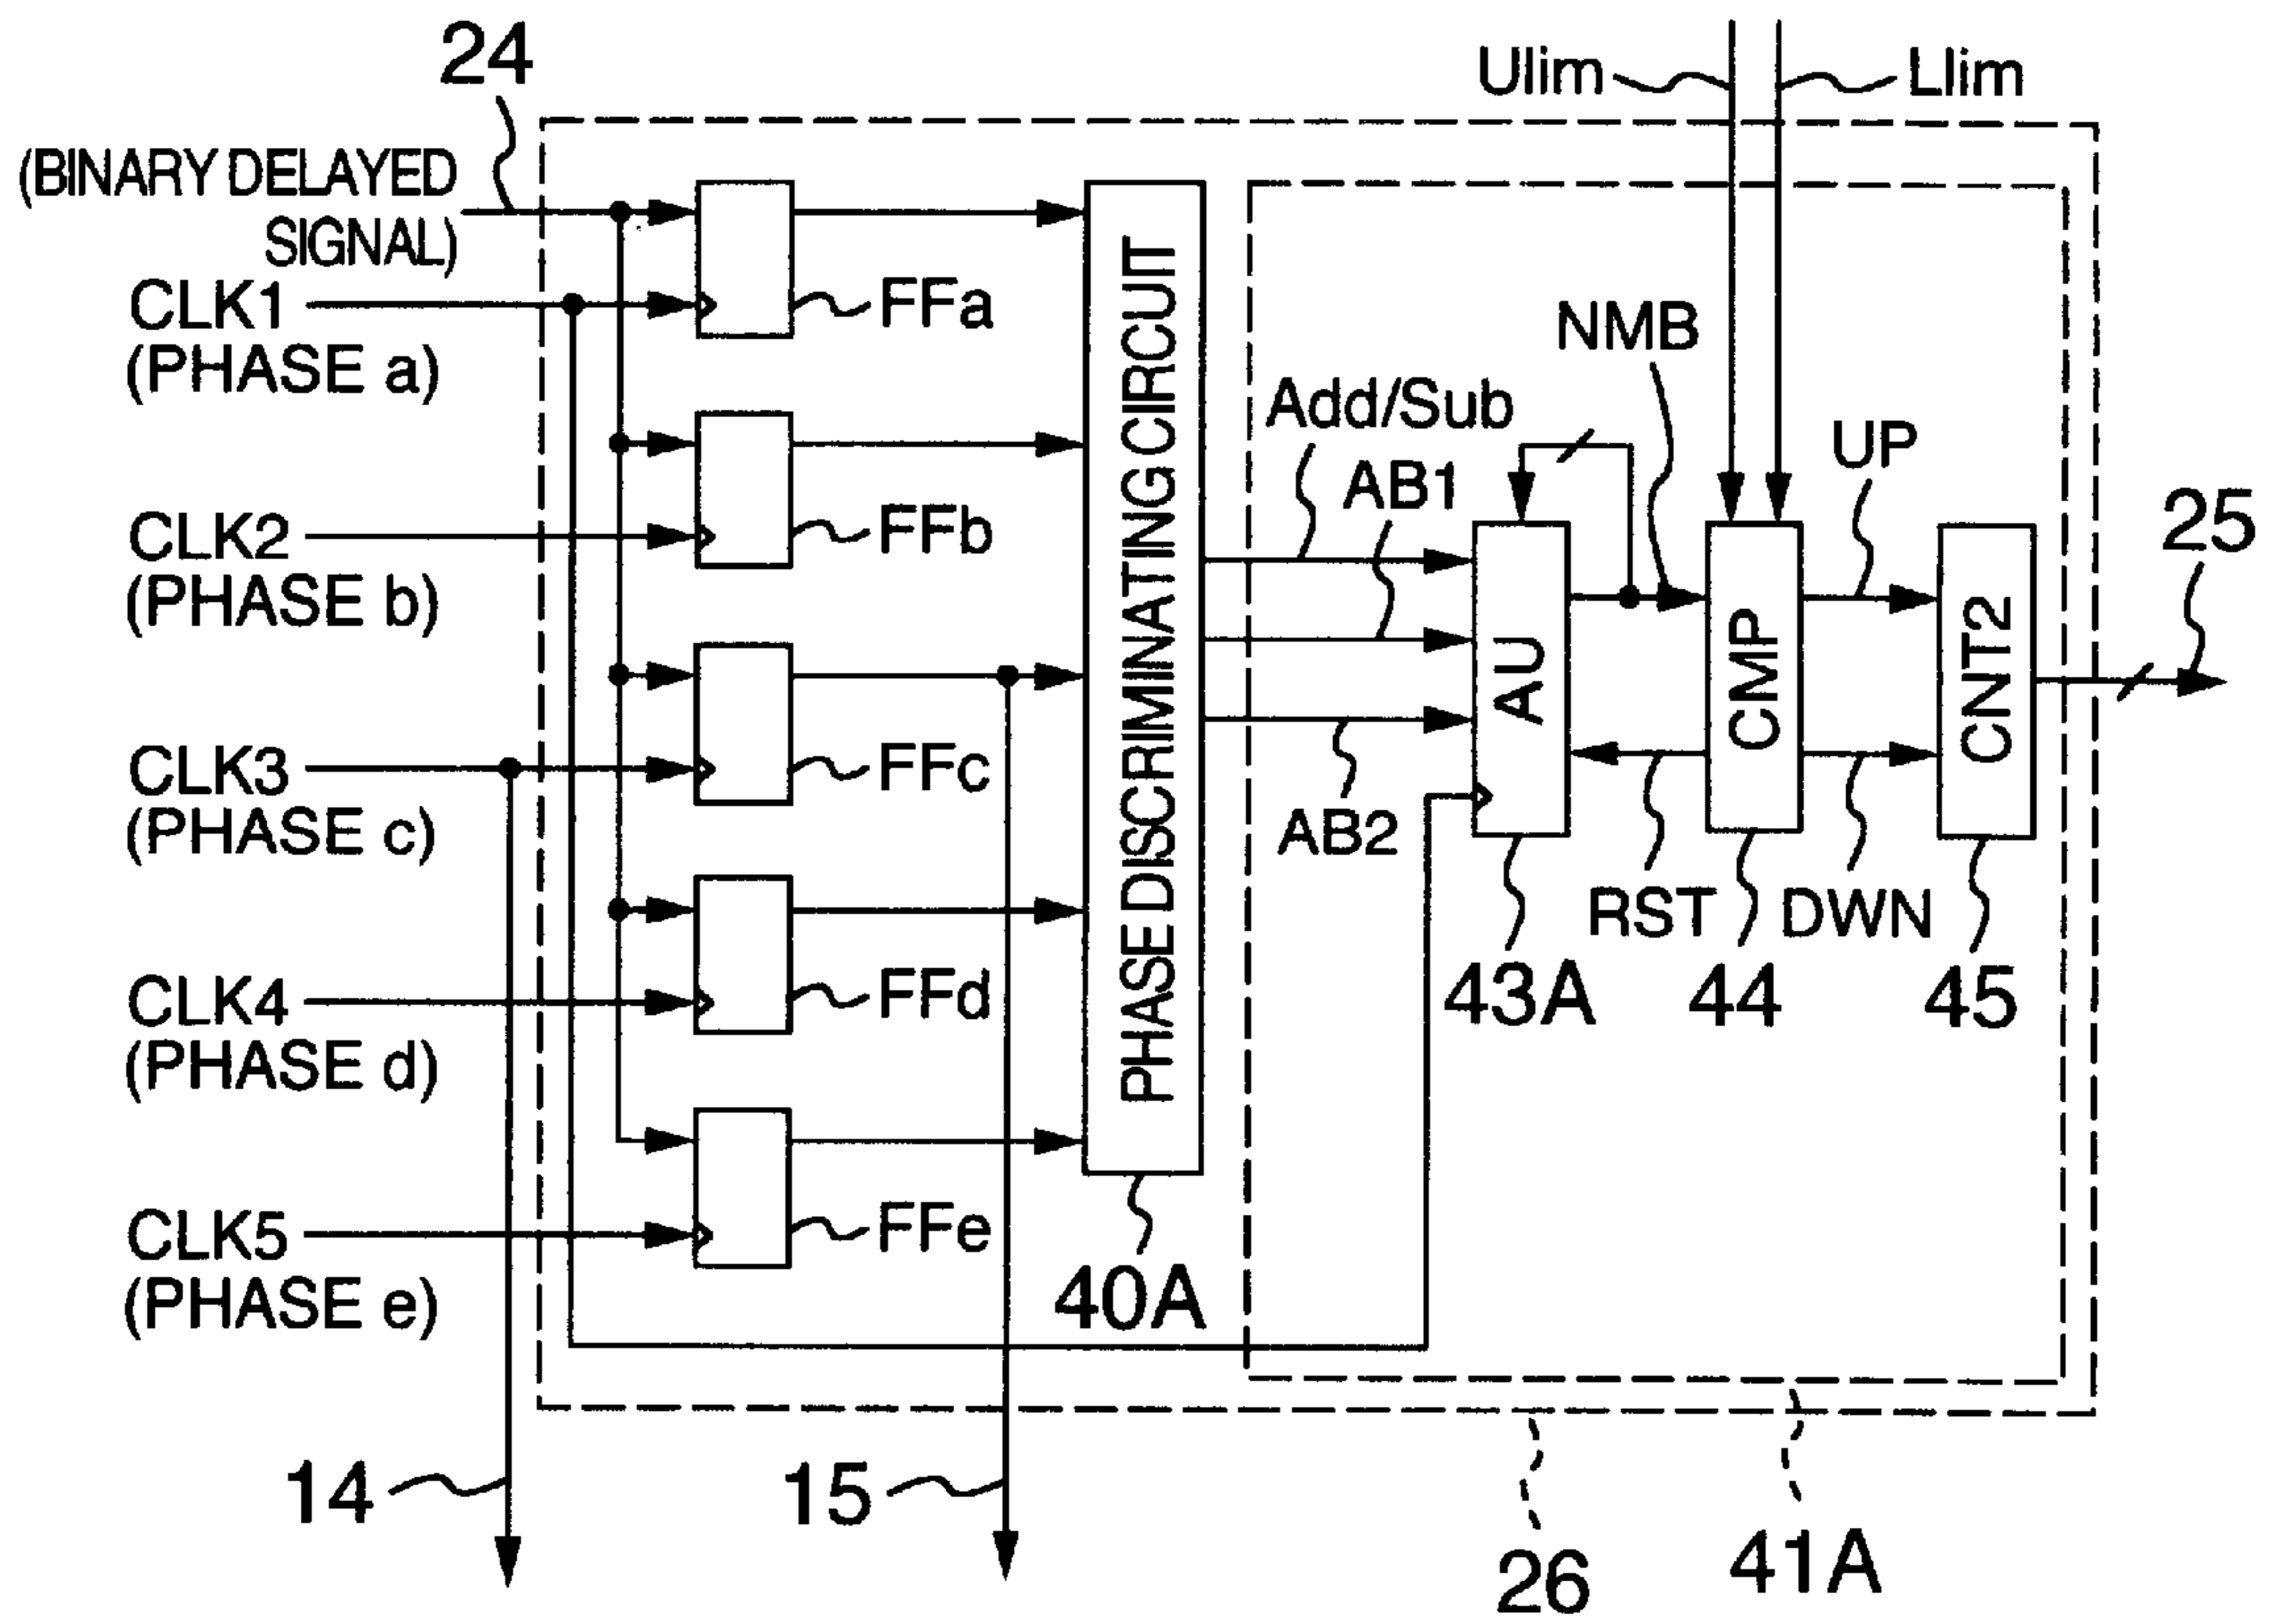 24
Ulim
Llim
(BINARY DELAYED
SIGNAL)
CLK1
(PHASE a)
FFa
NMB
Add/Sub
AB1
UP
CLK2
(PHASE b)
FFb
25
PHASE DISCRIMINATING CIRCUIT
AU
CMP
CNT2
CLK3
(PHASE c)
FFc
AB2
RST
DWN
43A
44
45
CLK4
(PHASE d)
FFd
CLK5
(PHASE e)
FFe
40A
14
15
26
41A